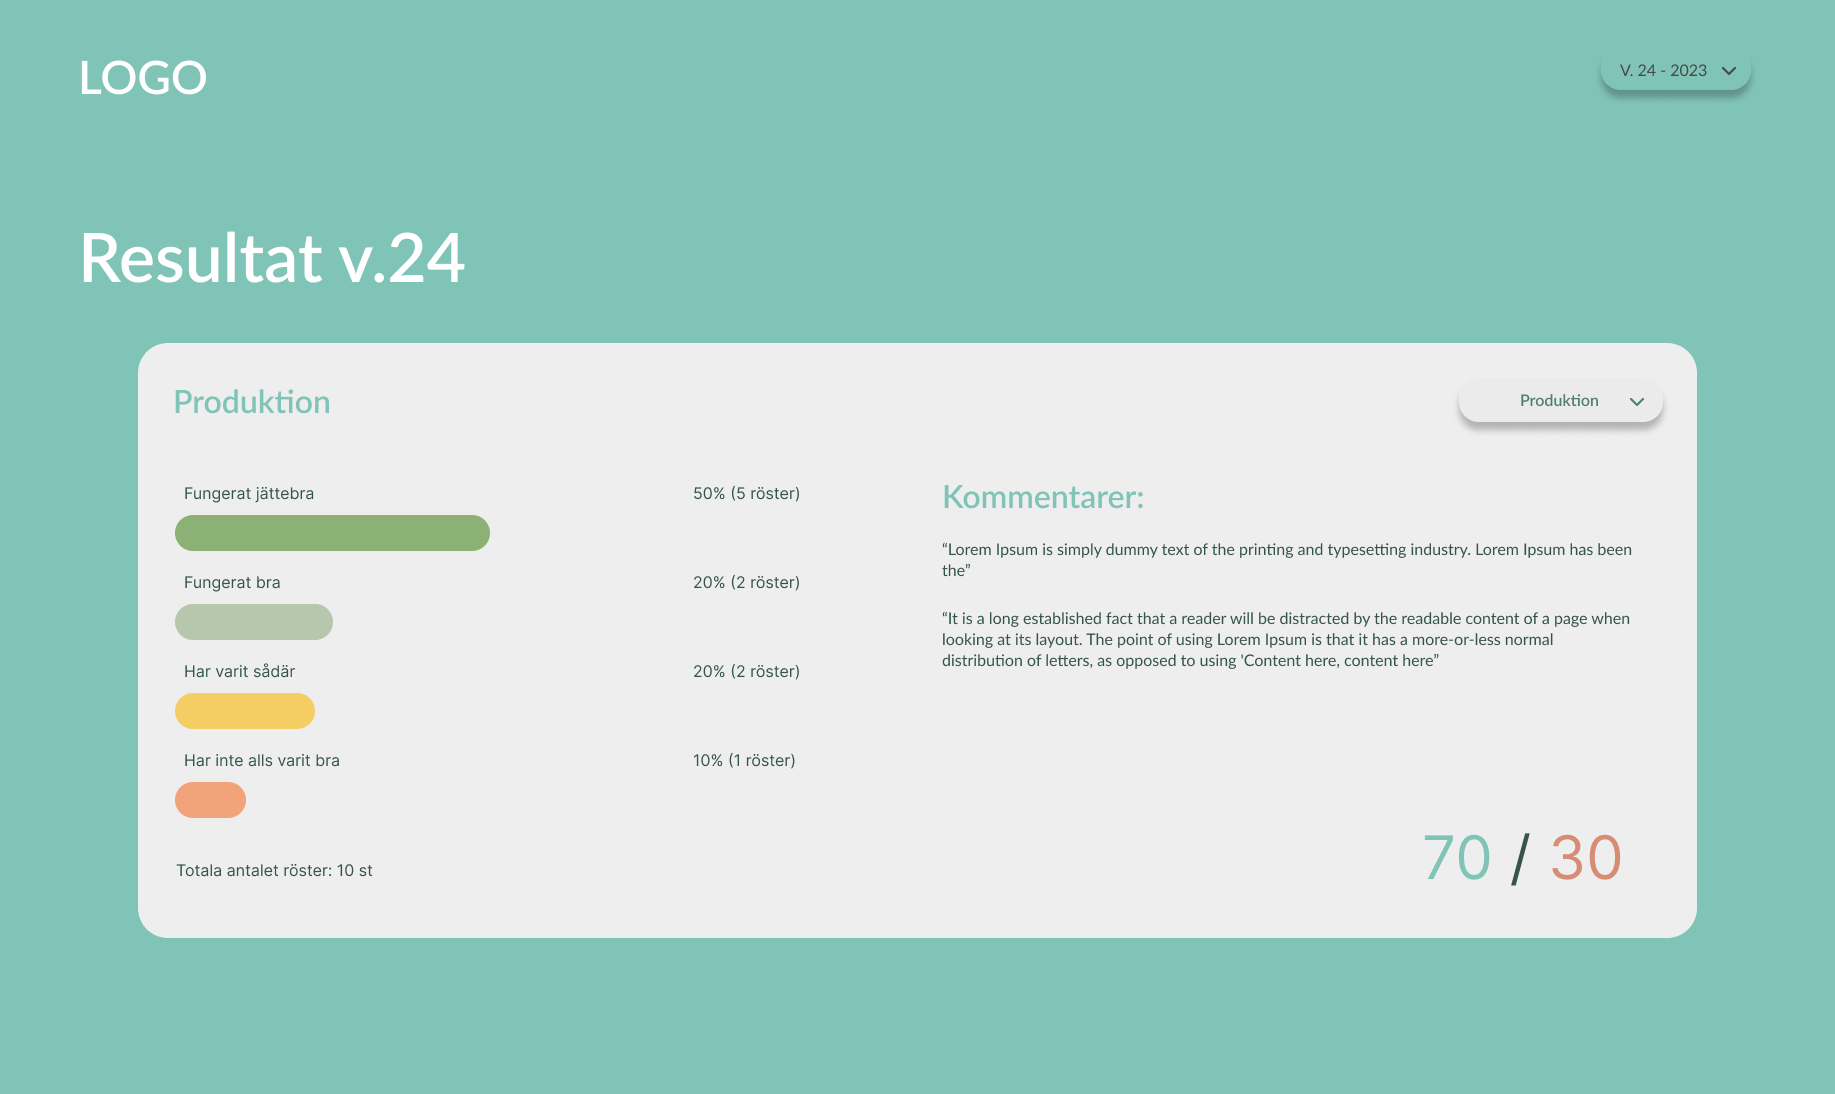 LOGO
V. 24 - 2023
Resultat v.24
Produktion
Produktion
Fungerat jättebra
50% (5 röster)
Fungerat bra
20% (2 röster)
Har varit sådär
20% (2 röster)
Har inte alls varit bra
10% (1 röster)
Totala antalet röster: 10 st
Kommentarer:
“Lorem Ipsum is simply dummy text of the printing and typesetting industry. Lorem Ipsum has been
the”
“It is a long established fact that a reader will be distracted by the readable content of a page when
looking at its layout. The point of using Lorem Ipsum is that it has a more-or-less normal
distribution of letters, as opposed to using 'Content here, content here”
70 / 30